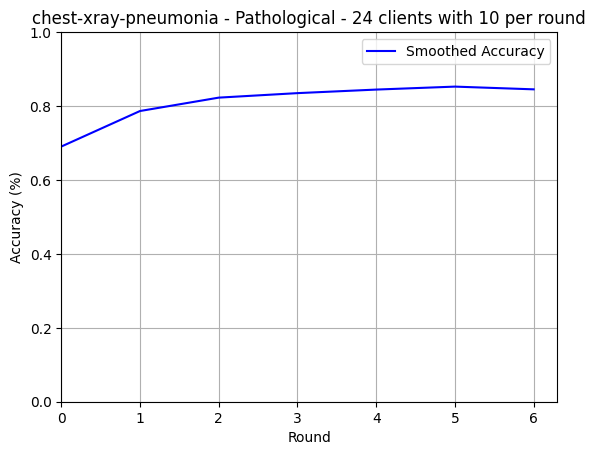 chest-xray-pneumonia - Pathological - 24 clients with 10 per round
Smoothed Accuracy
1.0
0.8
0.6
0.4
0.2
0.0
Accuracy (%)
0 1 2 3 4 5 6
Round